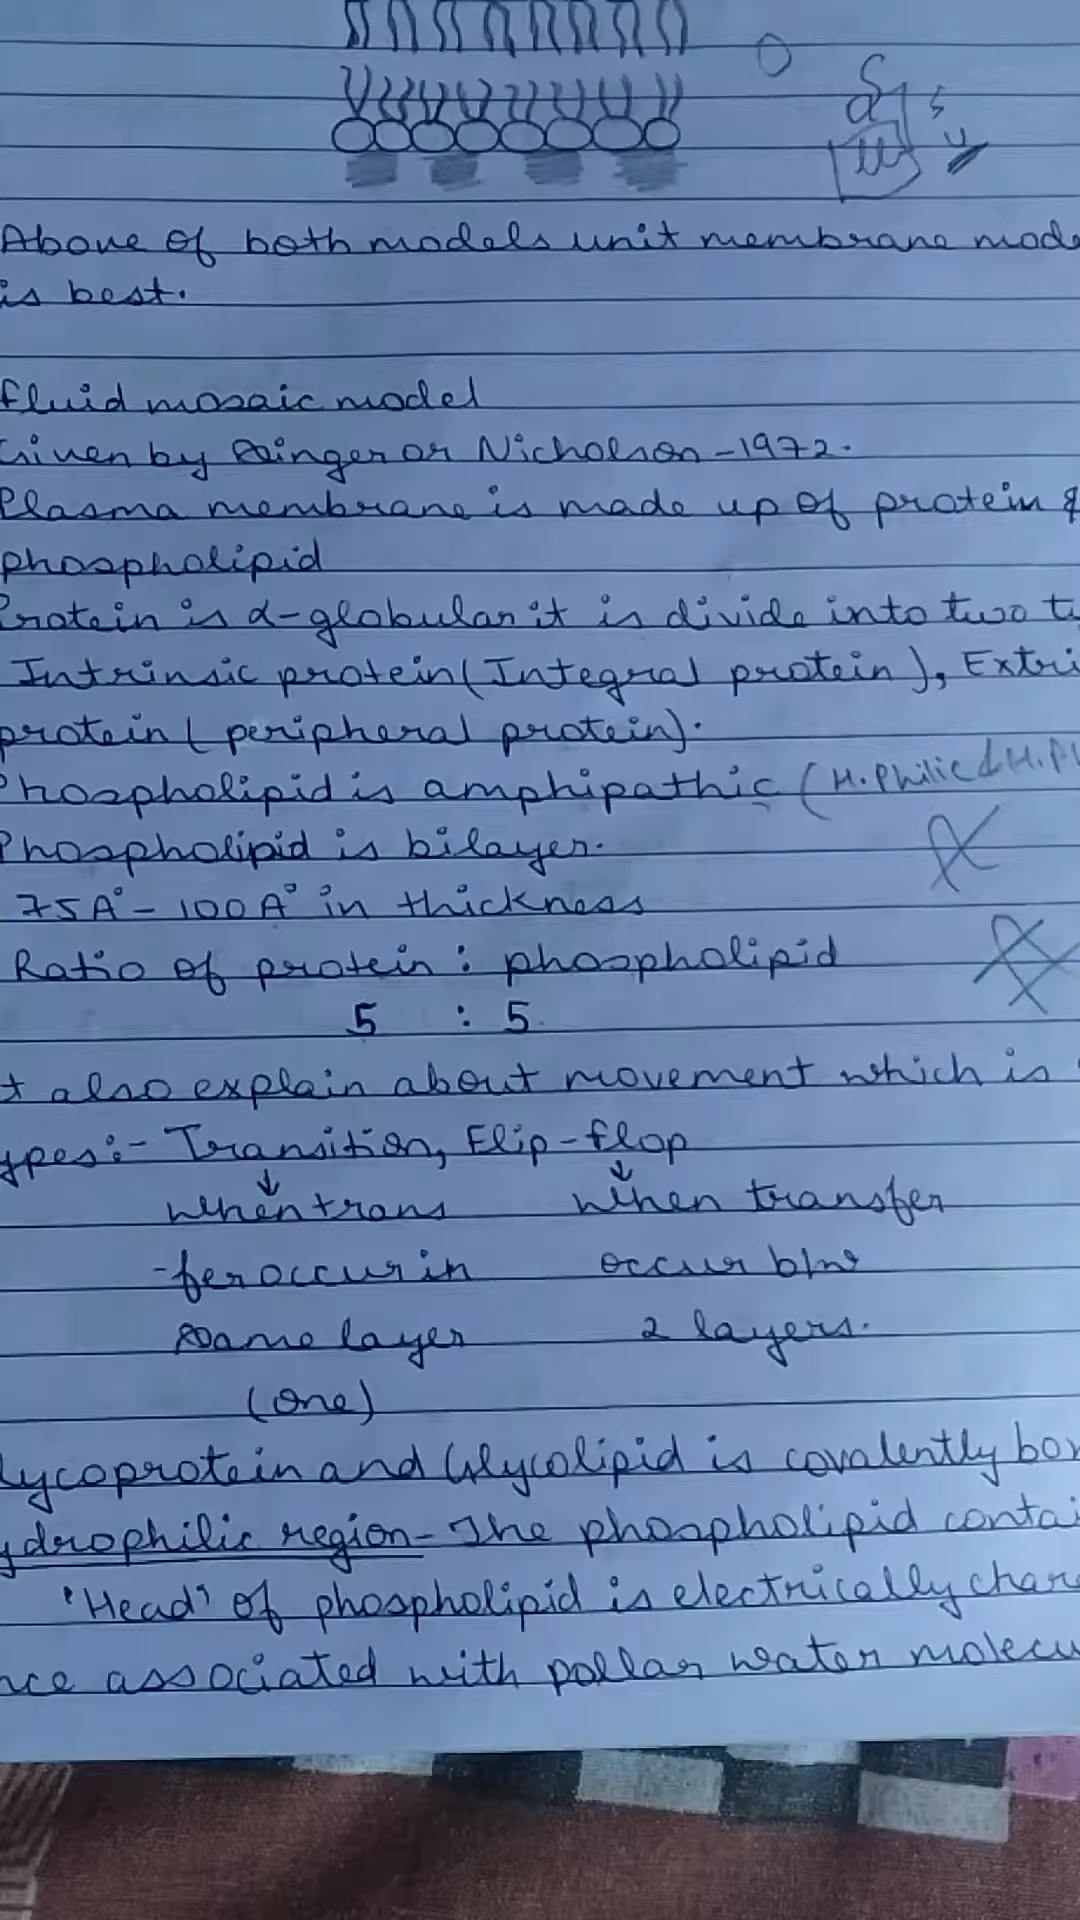 Above of both models unit membrane mode
is best.
Fluid mosaic model
Given by Singer or Nicholson - 1972.
Plasma membrane is made up of protein &
phospholipid
Protein is α-globular it is divide into two ty
Intrinsic protein (Integral protein), Extri
protein (peripheral protein).
Phospholipid is amphipathic (H.Philic & H.Ph
Phospholipid is bilayer.
75A° - 100A° in thickness
Ratio of protein : phospholipid
5 : 5
t also explain about movement which is
ypes:- Transition, Flip-flop
↓ ↓
when trans when transfer
-fer occur in occur b/wⁿ
same layer 2 layers.
(one)
lycoprotein and Glycolipid is covalently bon
ydrophilic region - The phospholipid contai
'Head' of phospholipid is electrically char
nce associated with pollar water molecu